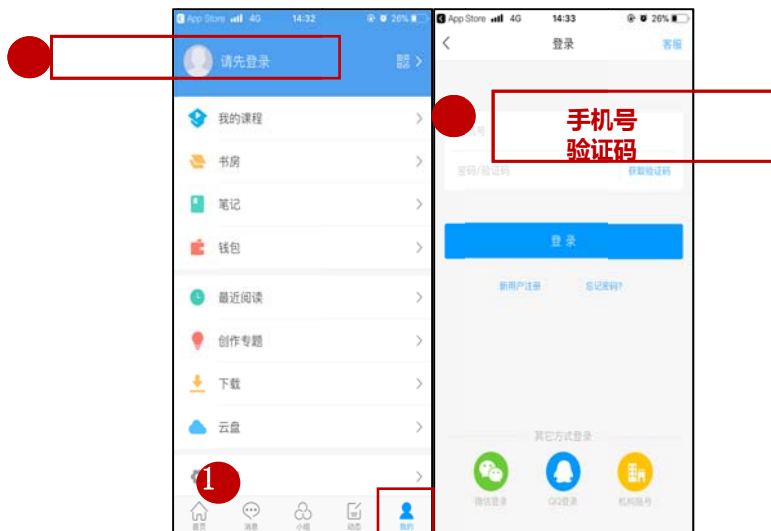 App Store 4G 14:32 26%
请先登录
我的课程
书房
笔记
钱包
最近阅读
创作专题
下载
云盘
1
首页 消息 小组 动态 我的
App Store 4G 14:33 26%
登录 客服
号
手机号
验证码
密码/验证码 获取验证码
登录
新用户注册 忘记密码?
其它方式登录
微信登录 QQ登录 机构账号